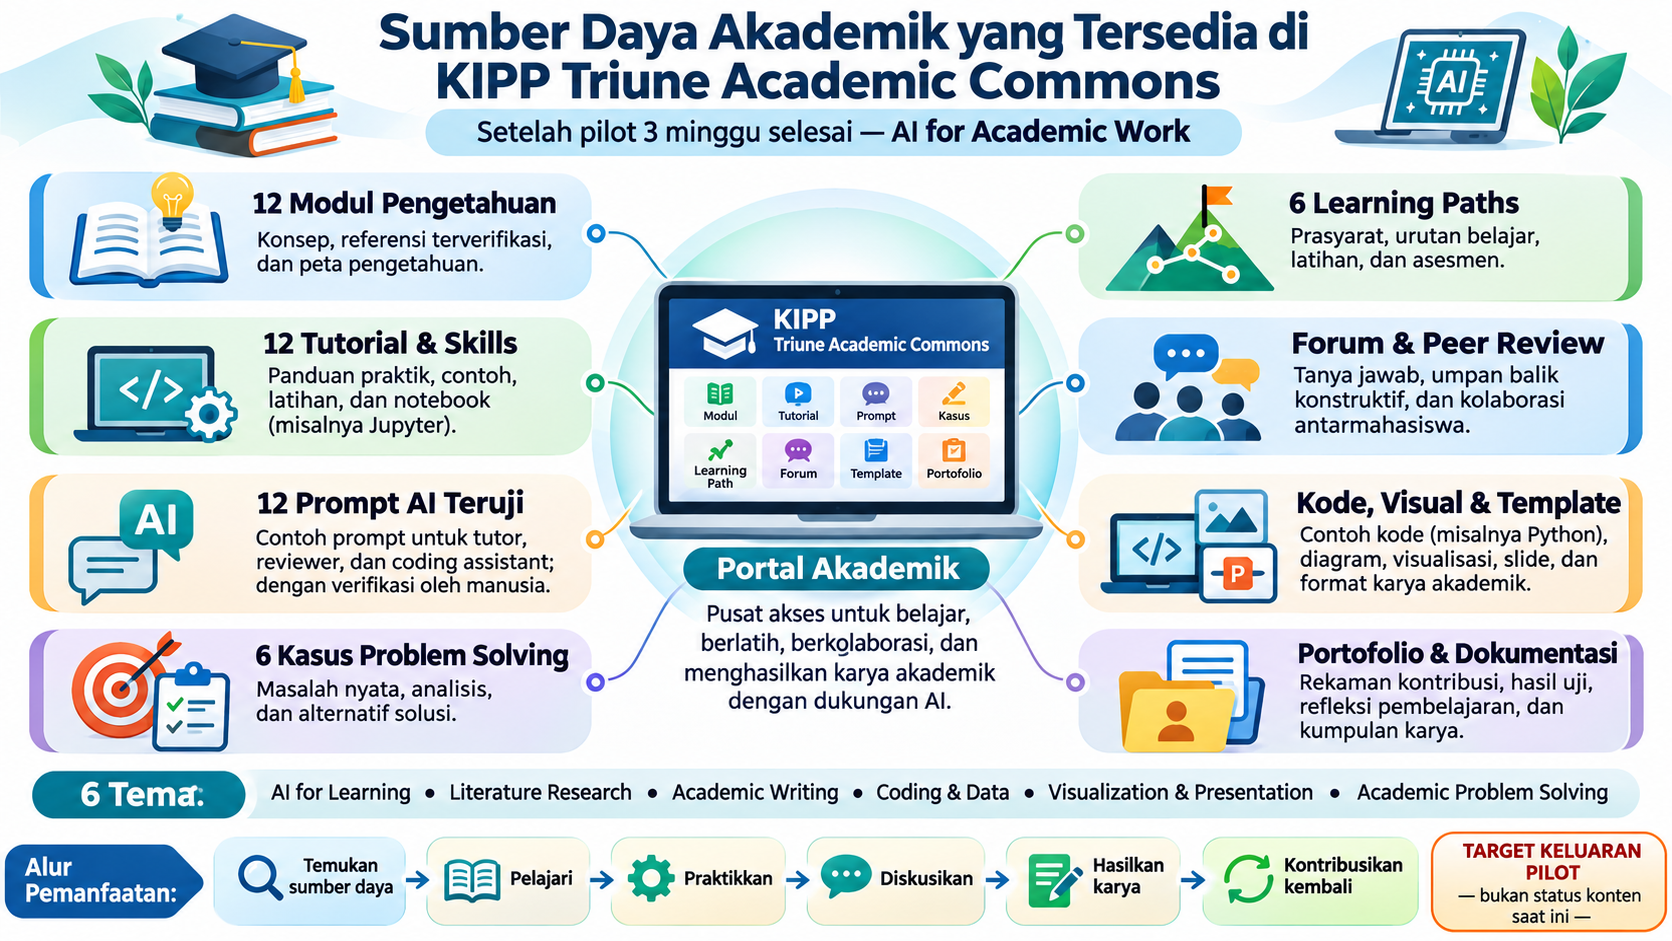 Sumber Daya Akademik yang Tersedia di
KIPP Triune Academic Commons
Setelah pilot 3 minggu selesai — AI for Academic Work
AI
12 Modul Pengetahuan
Konsep, referensi terverifikasi,
dan peta pengetahuan.
12 Tutorial & Skills
Panduan praktik, contoh,
latihan, dan notebook
(misalnya Jupyter).
</>
12 Prompt AI Teruji
Contoh prompt untuk tutor,
reviewer, dan coding assistant;
dengan verifikasi oleh manusia.
AI
6 Kasus Problem Solving
Masalah nyata, analisis,
dan alternatif solusi.
KIPP
Triune Academic Commons
Modul
Tutorial
Prompt
Kasus
Learning
Path
Forum
Template
Portofolio
Portal Akademik
Pusat akses untuk belajar,
berlatih, berkolaborasi, dan
menghasilkan karya akademik
dengan dukungan AI.
6 Learning Paths
Prasyarat, urutan belajar,
latihan, dan asesmen.
Forum & Peer Review
Tanya jawab, umpan balik
konstruktif, dan kolaborasi
antarmahasiswa.
Kode, Visual & Template
Contoh kode (misalnya Python),
diagram, visualisasi, slide, dan
format karya akademik.
</>
P
Portofolio & Dokumentasi
Rekaman kontribusi, hasil uji,
refleksi pembelajaran, dan
kumpulan karya.
6 Tema:
AI for Learning • Literature Research • Academic Writing • Coding & Data • Visualization & Presentation • Academic Problem Solving
Alur
Pemanfaatan:
Temukan
sumber daya
Pelajari
Praktikkan
Diskusikan
Hasilkan
karya
Kontribusikan
kembali
TARGET KELUARAN
PILOT
— bukan status konten
saat ini —